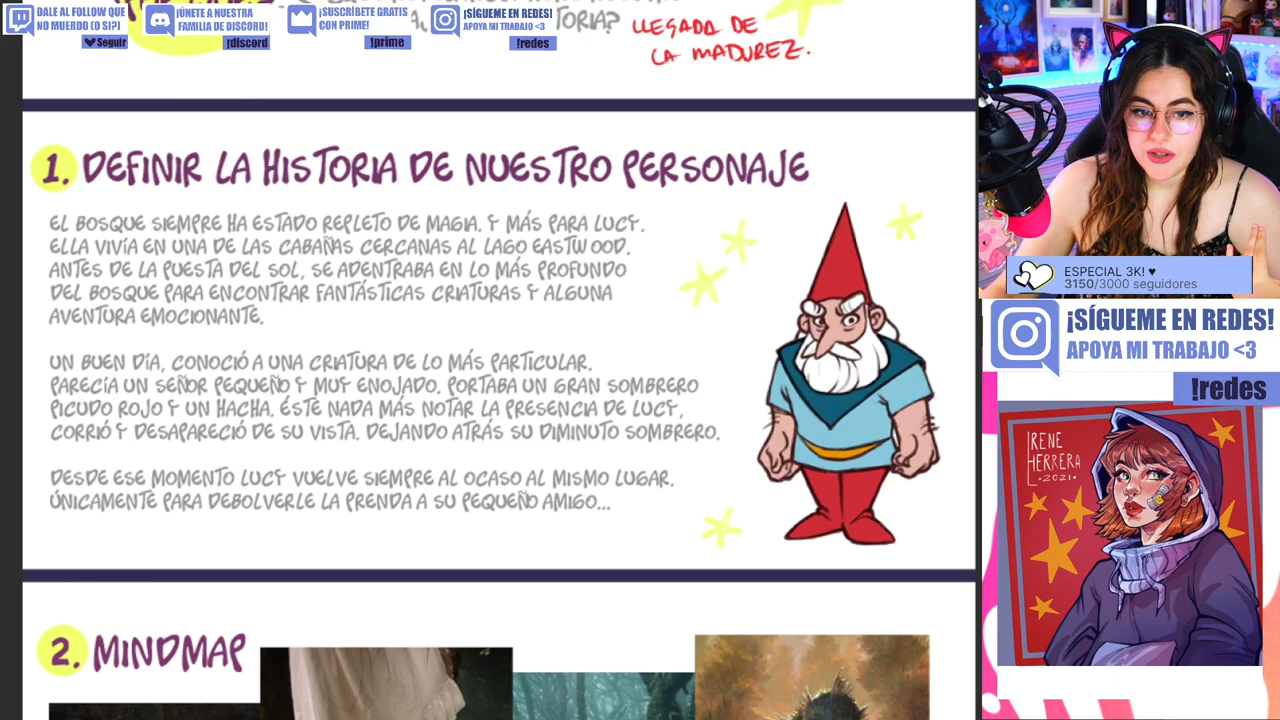 DALE AL FOLLOW QUE
NO MUERDO (O SI?)
Seguir
¡ÚNETE A NUESTRA
FAMILIA DE DISCORD!
!discord
¡SUSCRÍBETE GRATIS
CON PRIME!
!prime
¡SÍGUEME EN REDES!
APOYA MI TRABAJO <3
!redes
LLEGADA DE
LA MADUREZ.
1. DEFINIR LA HISTORIA DE NUESTRO PERSONAJE
EL BOSQUE SIEMPRE HA ESTADO REPLETO DE MAGIA. Y MÁS PARA LUCY.
ELLA VIVÍA EN UNA DE LAS CABAÑAS CERCANAS AL LAGO EASTWOOD.
ANTES DE LA PUESTA DEL SOL, SE ADENTRABA EN LO MÁS PROFUNDO
DEL BOSQUE PARA ENCONTRAR FANTÁSTICAS CRIATURAS Y ALGUNA
AVENTURA EMOCIONANTE.
UN BUEN DÍA, CONOCIÓ A UNA CRIATURA DE LO MÁS PARTICULAR.
PARECÍA UN SEÑOR PEQUEÑO Y MUY ENOJADO. PORTABA UN GRAN SOMBRERO
PICUDO ROJO Y UN HACHA. ÉSTE NADA MÁS NOTAR LA PRESENCIA DE LUCY,
CORRIÓ Y DESAPARECIÓ DE SU VISTA. DEJANDO ATRÁS SU DIMINUTO SOMBRERO.
DESDE ESE MOMENTO LUCY VUELVE SIEMPRE AL OCASO AL MISMO LUGAR.
ÚNICAMENTE PARA DEBOLVERLE LA PRENDA A SU PEQUEÑO AMIGO...
2. MINDMAP
ESPECIAL 3K! ♥
3150/3000 seguidores
¡SÍGUEME EN REDES!
APOYA MI TRABAJO <3
!redes
IRENE
HERRERA
·2021·